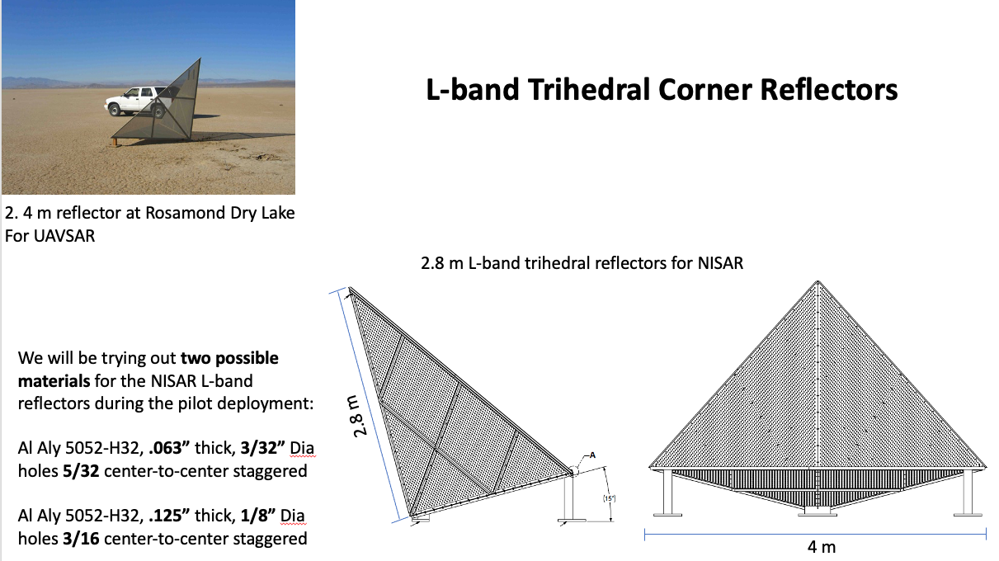 L-band Trihedral Corner Reflectors
2. 4 m reflector at Rosamond Dry Lake
For UAVSAR
2.8 m L-band trihedral reflectors for NISAR
We will be trying out two possible
materials for the NISAR L-band
reflectors during the pilot deployment:
Al Aly 5052-H32, .063” thick, 3/32” Dia
holes 5/32 center-to-center staggered
Al Aly 5052-H32, .125” thick, 1/8” Dia
holes 3/16 center-to-center staggered
2.8 m
A
(15°)
4 m